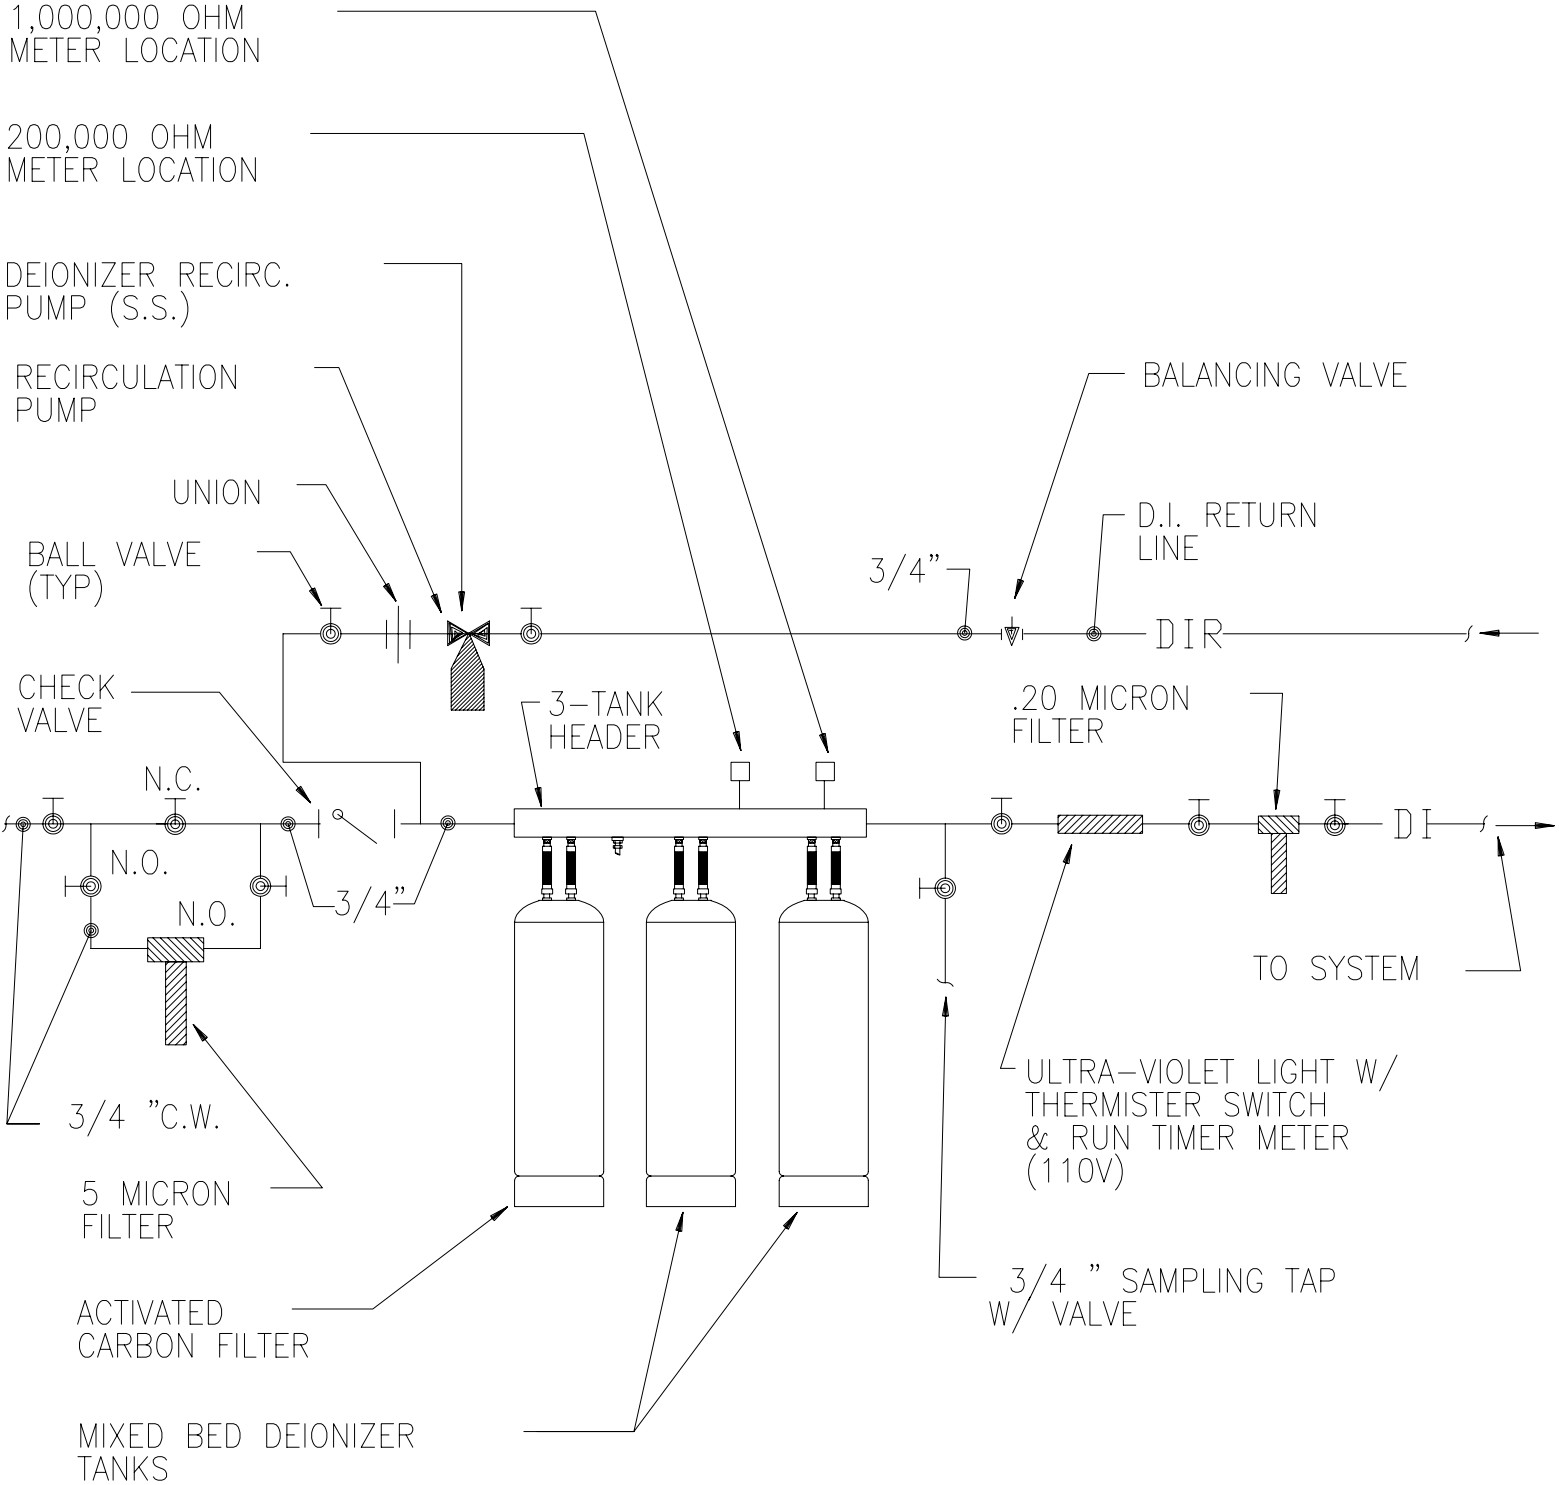 1,000,000 OHM
METER LOCATION
200,000 OHM
METER LOCATION
DEIONIZER RECIRC.
PUMP (S.S.)
RECIRCULATION
PUMP
BALANCING VALVE
UNION
D.I. RETURN
LINE
BALL VALVE
(TYP)
3/4"
DIR
CHECK
VALVE
3-TANK
HEADER
.20 MICRON
FILTER
N.C.
DI
N.O.
N.O.
3/4"
TO SYSTEM
3/4 "C.W.
ULTRA-VIOLET LIGHT W/
THERMISTER SWITCH
& RUN TIMER METER
(110V)
5 MICRON
FILTER
3/4 " SAMPLING TAP
W/ VALVE
ACTIVATED
CARBON FILTER
MIXED BED DEIONIZER
TANKS